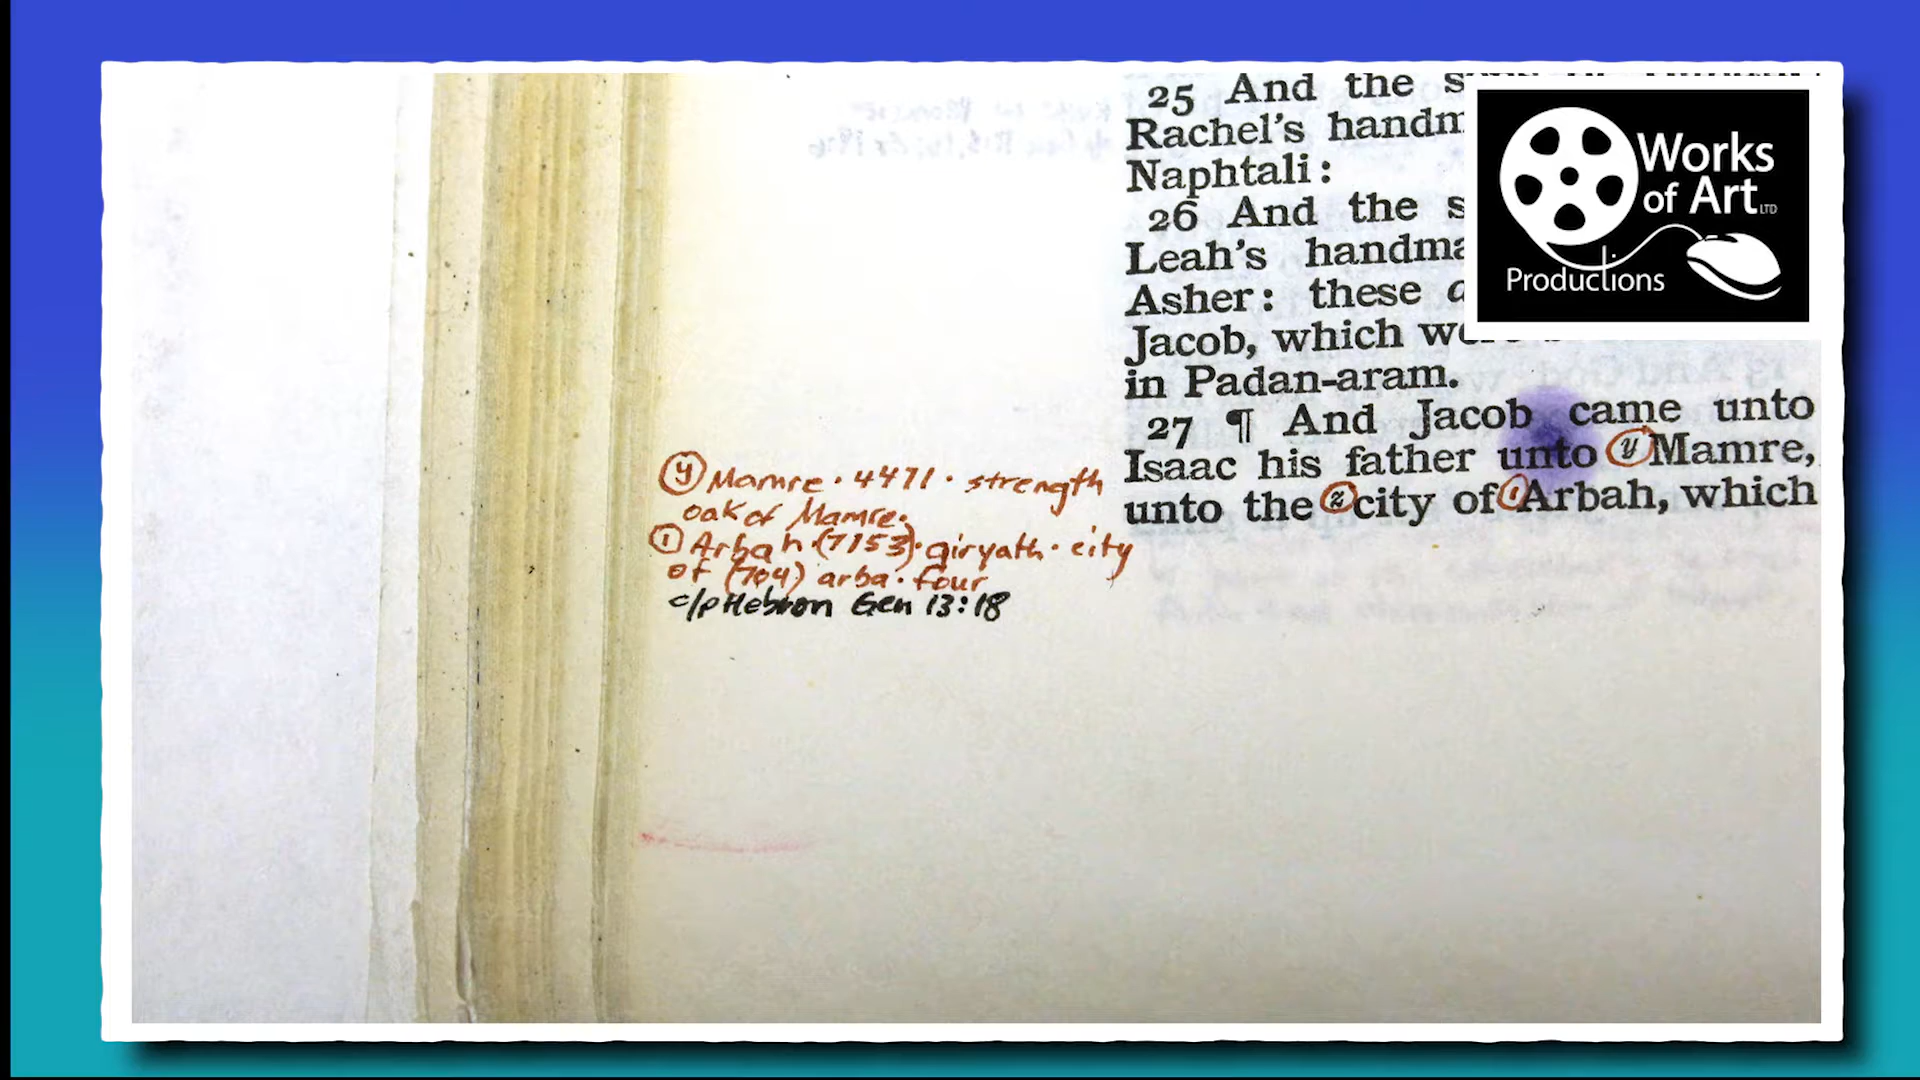 25 And the
Rachel's
Naphtali:
26 And the
Leah's
Asher: these
Jacob, which
in Padan-aram.
27 ¶ And Jacob came unto
Isaac his father unto y Mamre,
unto the z city of 1 Arbah, which
y Mamre · 4471 · strength
oak of Mamre.
1 Arbah · (7153) · qiryath · city
of (704) arba · four
c/p Hebron Gen 13:18
Works
of Art LTD
Productions